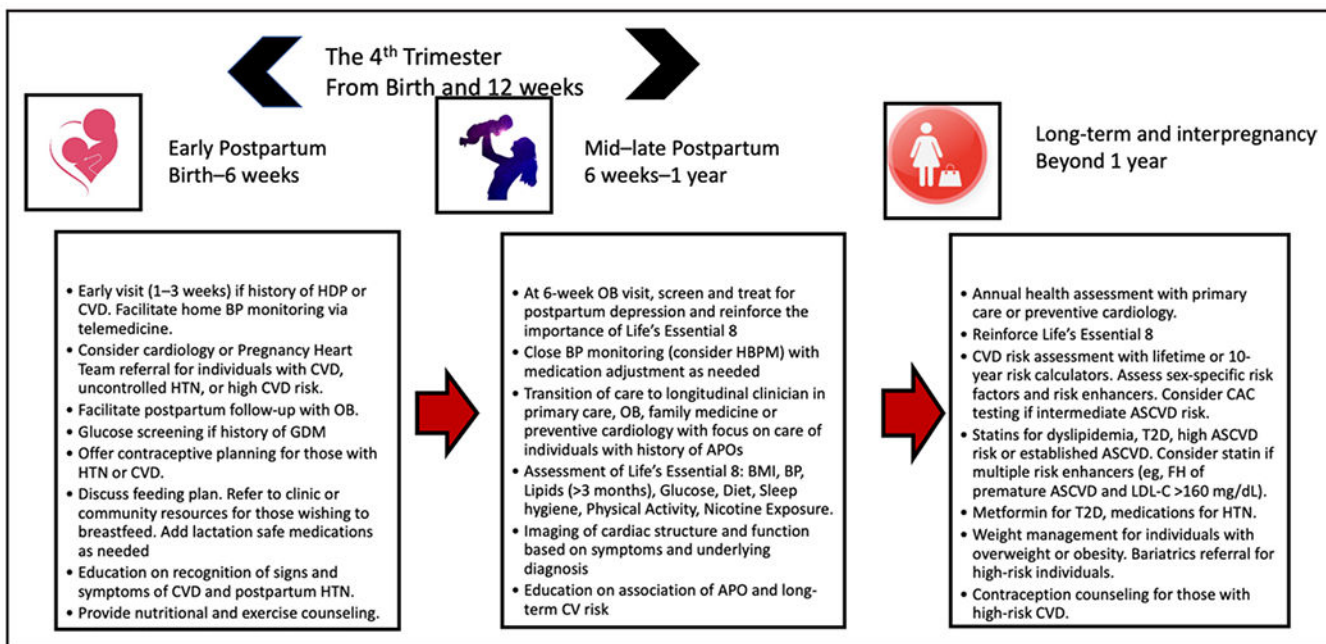 The 4th Trimester
From Birth and 12 weeks
Early Postpartum
Birth–6 weeks
Mid–late Postpartum
6 weeks–1 year
Long-term and interpregnancy
Beyond 1 year
• Early visit (1–3 weeks) if history of HDP or
CVD. Facilitate home BP monitoring via
telemedicine.
• Consider cardiology or Pregnancy Heart
Team referral for individuals with CVD,
uncontrolled HTN, or high CVD risk.
• Facilitate postpartum follow-up with OB.
• Glucose screening if history of GDM
• Offer contraceptive planning for those with
HTN or CVD.
• Discuss feeding plan. Refer to clinic or
community resources for those wishing to
breastfeed. Add lactation safe medications
as needed
• Education on recognition of signs and
symptoms of CVD and postpartum HTN.
• Provide nutritional and exercise counseling.
• At 6-week OB visit, screen and treat for
postpartum depression and reinforce the
importance of Life's Essential 8
• Close BP monitoring (consider HBPM) with
medication adjustment as needed
• Transition of care to longitudinal clinician in
primary care, OB, family medicine or
preventive cardiology with focus on care of
individuals with history of APOs
• Assessment of Life's Essential 8: BMI, BP,
Lipids (>3 months), Glucose, Diet, Sleep
hygiene, Physical Activity, Nicotine Exposure.
• Imaging of cardiac structure and function
based on symptoms and underlying
diagnosis
• Education on association of APO and long-
term CV risk
• Annual health assessment with primary
care or preventive cardiology.
• Reinforce Life's Essential 8
• CVD risk assessment with lifetime or 10-
year risk calculators. Assess sex-specific risk
factors and risk enhancers. Consider CAC
testing if intermediate ASCVD risk.
• Statins for dyslipidemia, T2D, high ASCVD
risk or established ASCVD. Consider statin if
multiple risk enhancers (eg, FH of
premature ASCVD and LDL-C >160 mg/dL).
• Metformin for T2D, medications for HTN.
• Weight management for individuals with
overweight or obesity. Bariatrics referral for
high-risk individuals.
• Contraception counseling for those with
high-risk CVD.